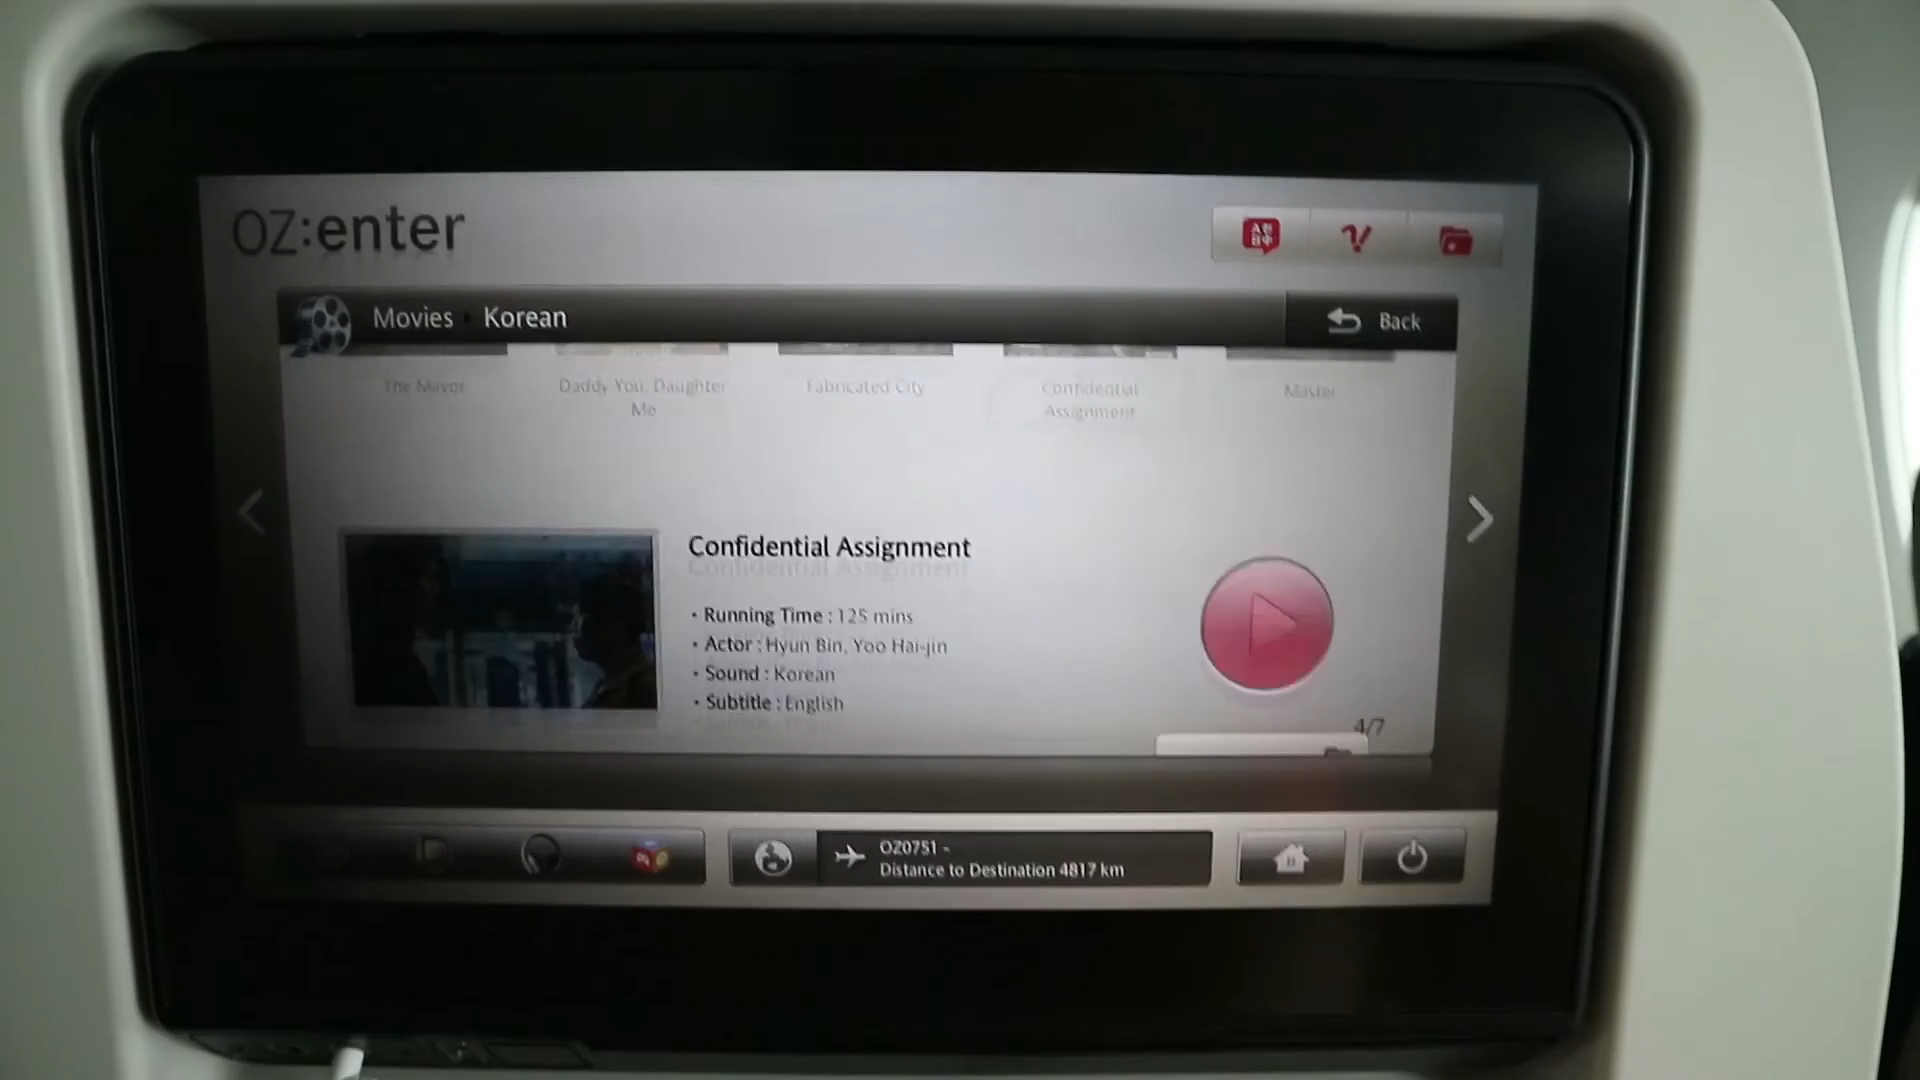 OZ:enter
Movies Korean
Back
The Mayor
Daddy You, Daughter
Me
Fabricated City
Confidential
Assignment
Master
Confidential Assignment
• Running Time : 125 mins
• Actor : Hyun Bin, Yoo Hai-jin
• Sound : Korean
• Subtitle : English
4/7
OZ0751 -
Distance to Destination 4817 km